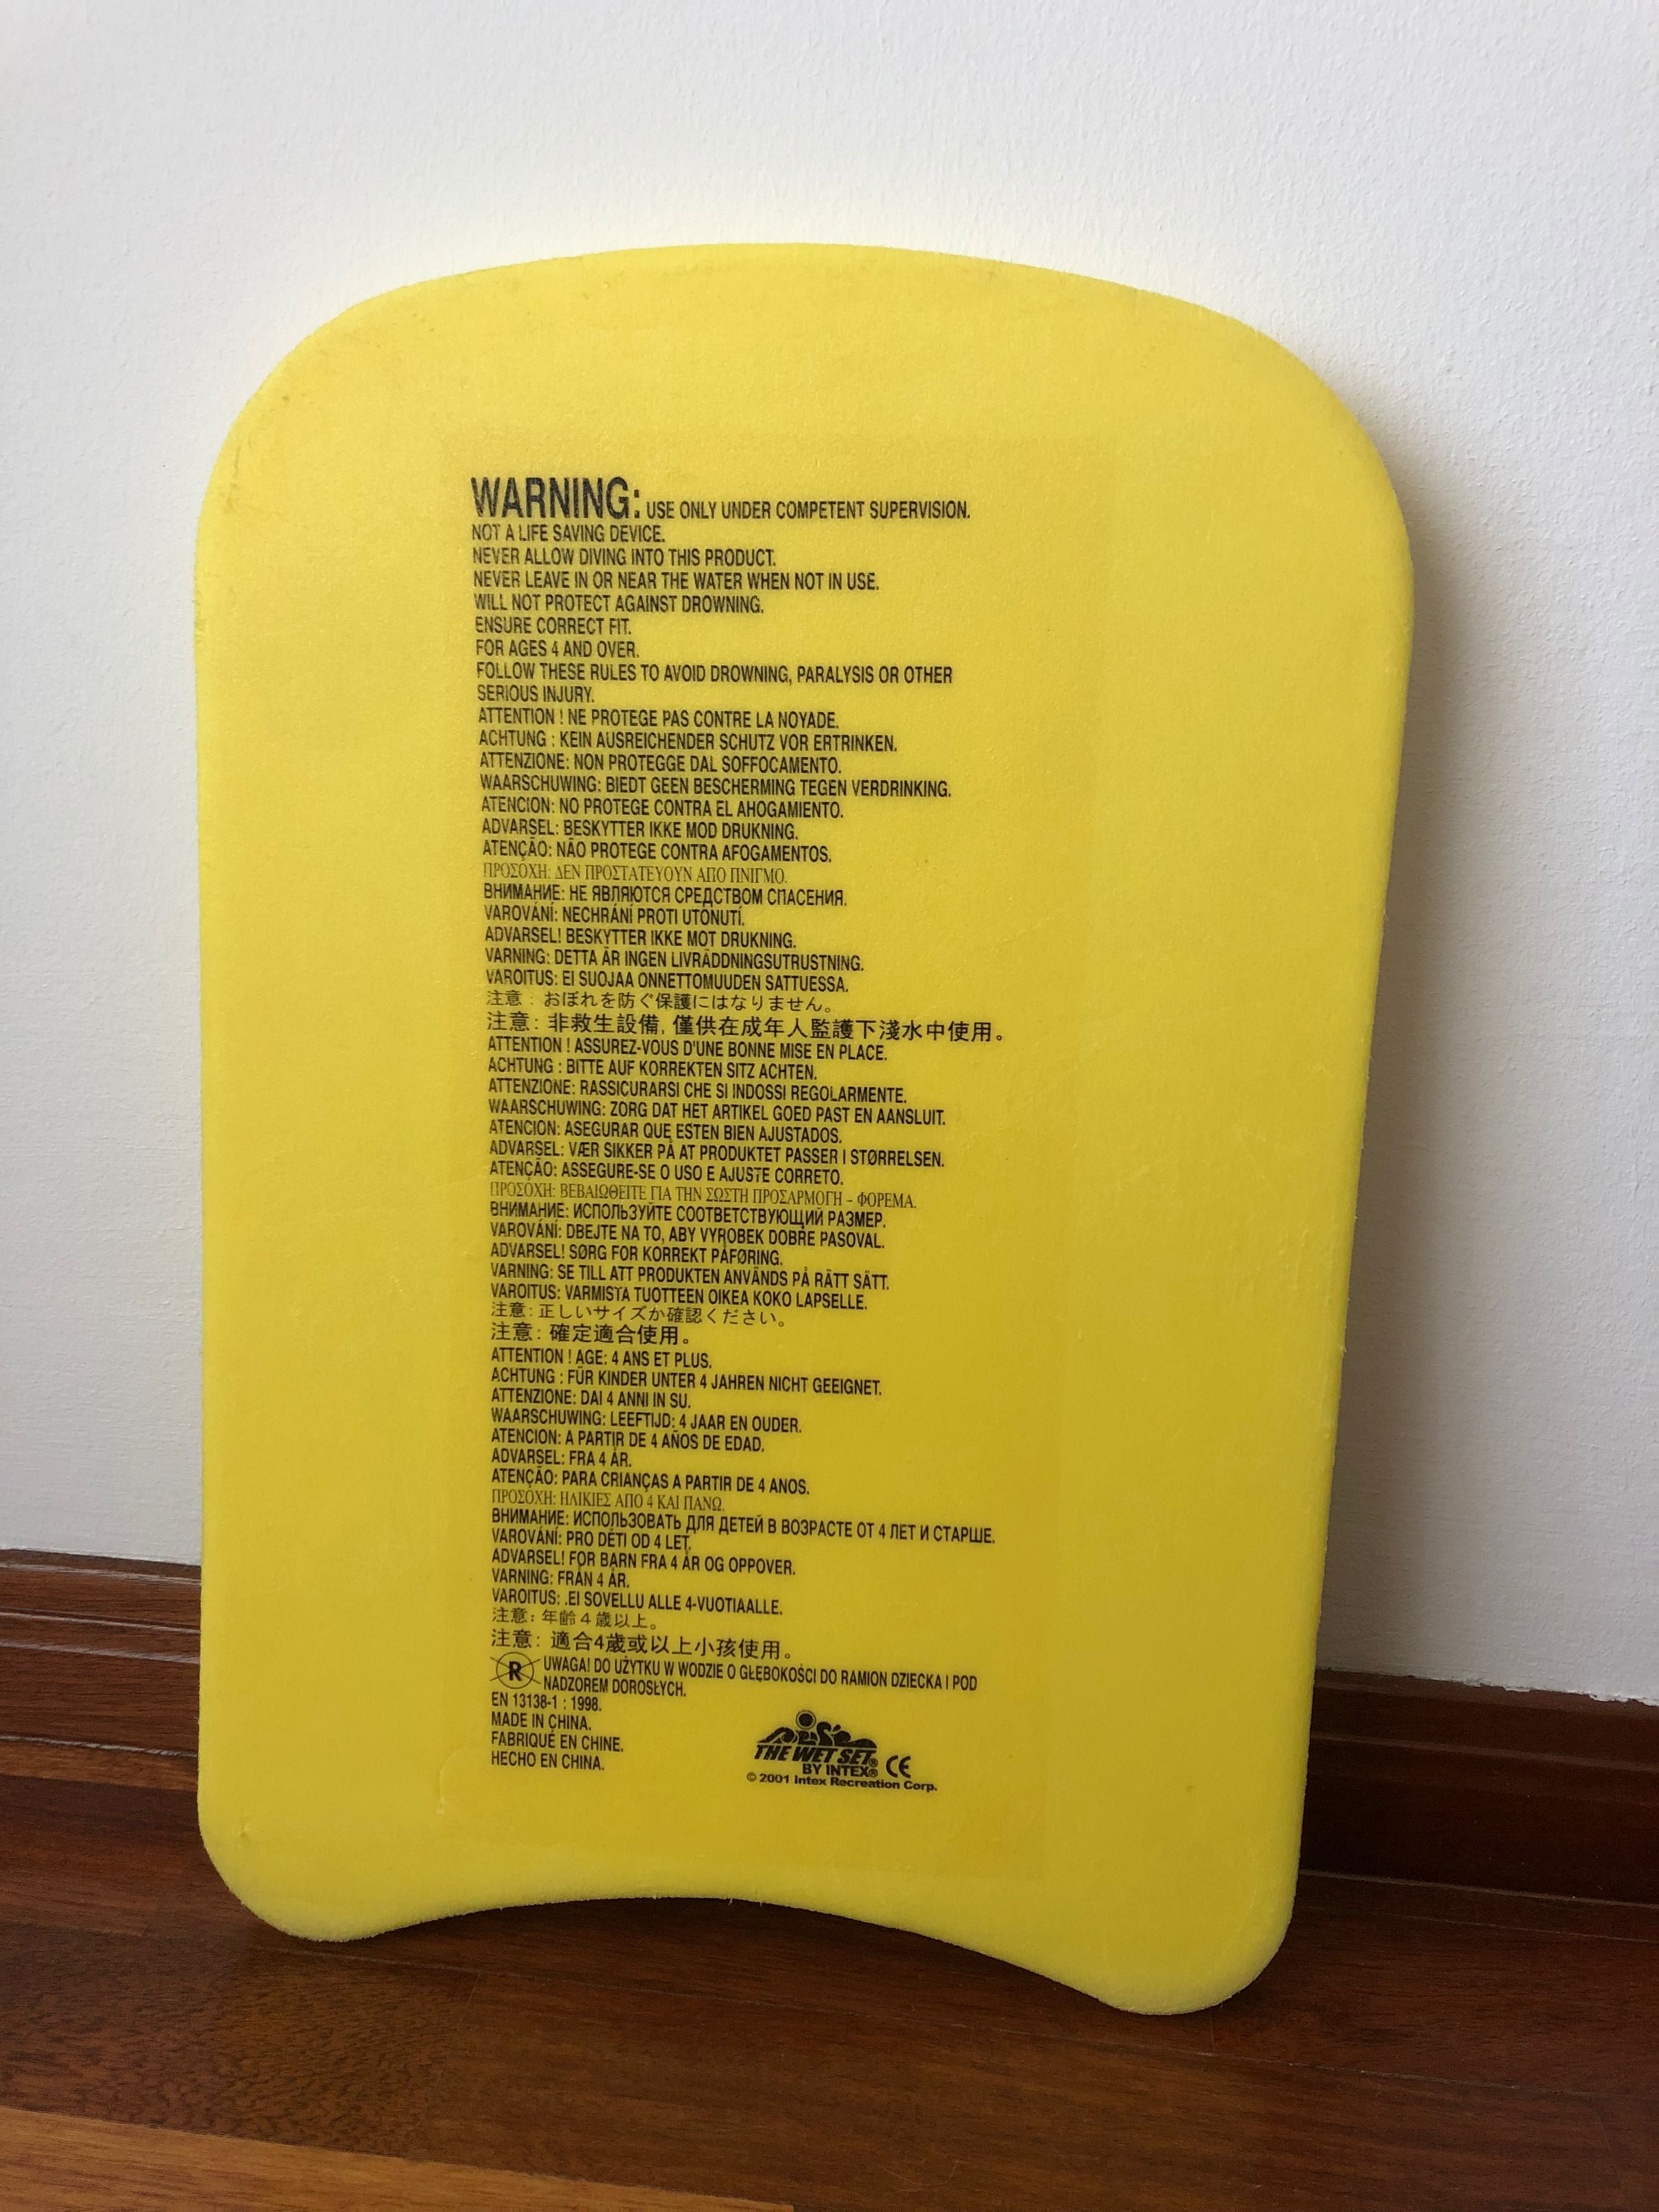 WARNING: USE ONLY UNDER COMPETENT SUPERVISION.
NOT A LIFE SAVING DEVICE.
NEVER ALLOW DIVING INTO THIS PRODUCT.
NEVER LEAVE IN OR NEAR THE WATER WHEN NOT IN USE.
WILL NOT PROTECT AGAINST DROWNING.
ENSURE CORRECT FIT.
FOR AGES 4 AND OVER.
FOLLOW THESE RULES TO AVOID DROWNING, PARALYSIS OR OTHER
SERIOUS INJURY.
ATTENTION ! NE PROTEGE PAS CONTRE LA NOYADE.
ACHTUNG : KEIN AUSREICHENDER SCHUTZ VOR ERTRINKEN.
ATTENZIONE: NON PROTEGGE DAL SOFFOCAMENTO.
WAARSCHUWING: BIEDT GEEN BESCHERMING TEGEN VERDRINKING.
ATENCION: NO PROTEGE CONTRA EL AHOGAMIENTO.
ADVARSEL: BESKYTTER IKKE MOD DRUKNING.
ATENÇÃO: NÃO PROTEGE CONTRA AFOGAMENTOS.
ΠΡΟΣΟΧΗ: ΔΕΝ ΠΡΟΣΤΑΤΕΥΟΥΝ ΑΠΟ ΠΝΙΓΜΟ.
ВНИМАНИЕ: НЕ ЯВЛЯЮТСЯ СРЕДСТВОМ СПАСЕНИЯ.
VAROVÁNÍ: NECHRÁNÍ PROTI UTONUTÍ.
ADVARSEL! BESKYTTER IKKE MOT DRUKNING.
VARNING: DETTA ÄR INGEN LIVRÄDDNINGSUTRUSTNING.
VAROITUS: EI SUOJAA ONNETTOMUUDEN SATTUESSA.
注意：おぼれを防ぐ保護にはなりません。
注意：非救生設備, 僅供在成年人監護下淺水中使用。
ATTENTION ! ASSUREZ-VOUS D'UNE BONNE MISE EN PLACE.
ACHTUNG : BITTE AUF KORREKTEN SITZ ACHTEN.
ATTENZIONE: RASSICURARSI CHE SI INDOSSI REGOLARMENTE.
WAARSCHUWING: ZORG DAT HET ARTIKEL GOED PAST EN AANSLUIT.
ATENCION: ASEGURAR QUE ESTEN BIEN AJUSTADOS.
ADVARSEL: VÆR SIKKER PÅ AT PRODUKTET PASSER I STØRRELSEN.
ATENÇÃO: ASSEGURE-SE O USO E AJUSTE CORRETO.
ΠΡΟΣΟΧΗ: ΒΕΒΑΙΩΘΕΙΤΕ ΓΙΑ ΤΗΝ ΣΩΣΤΗ ΠΡΟΣΑΡΜΟΓΗ – ΦΟΡΕΜΑ.
ВНИМАНИЕ: ИСПОЛЬЗУЙТЕ СООТВЕТСТВУЮЩИЙ РАЗМЕР.
VAROVÁNÍ: DBEJTE NA TO, ABY VYROBEK DOBŘE PASOVAL.
ADVARSEL! SØRG FOR KORREKT PÅFØRING.
VARNING: SE TILL ATT PRODUKTEN ANVÄNDS PÅ RÄTT SÄTT.
VAROITUS: VARMISTA TUOTTEEN OIKEA KOKO LAPSELLE.
注意：正しいサイズか確認ください。
注意：確定適合使用。
ATTENTION ! AGE: 4 ANS ET PLUS.
ACHTUNG : FÜR KINDER UNTER 4 JAHREN NICHT GEEIGNET.
ATTENZIONE: DAI 4 ANNI IN SU.
WAARSCHUWING: LEEFTIJD: 4 JAAR EN OUDER.
ATENCION: A PARTIR DE 4 AÑOS DE EDAD.
ADVARSEL: FRA 4 ÅR.
ATENÇÃO: PARA CRIANÇAS A PARTIR DE 4 ANOS.
ΠΡΟΣΟΧΗ: ΗΛΙΚΙΕΣ ΑΠΟ 4 ΚΑΙ ΠΑΝΩ.
ВНИМАНИЕ: ИСПОЛЬЗОВАТЬ ДЛЯ ДЕТЕЙ В ВОЗРАСТЕ ОТ 4 ЛЕТ И СТАРШЕ.
VAROVÁNÍ: PRO DĚTI OD 4 LET.
ADVARSEL! FOR BARN FRA 4 ÅR OG OPPOVER.
VARNING: FRÅN 4 ÅR.
VAROITUS: .EI SOVELLU ALLE 4-VUOTIAALLE.
注意：年齢４歳以上。
注意：適合4歲或以上小孩使用。
R UWAGA! DO UŻYTKU W WODZIE O GŁĘBOKOŚCI DO RAMION DZIECKA I POD
NADZOREM DOROSŁYCH.
EN 13138-1 : 1998.
MADE IN CHINA.
FABRIQUÉ EN CHINE.
HECHO EN CHINA.
THE WET SET® CE
BY INTEX®
© 2001 Intex Recreation Corp.